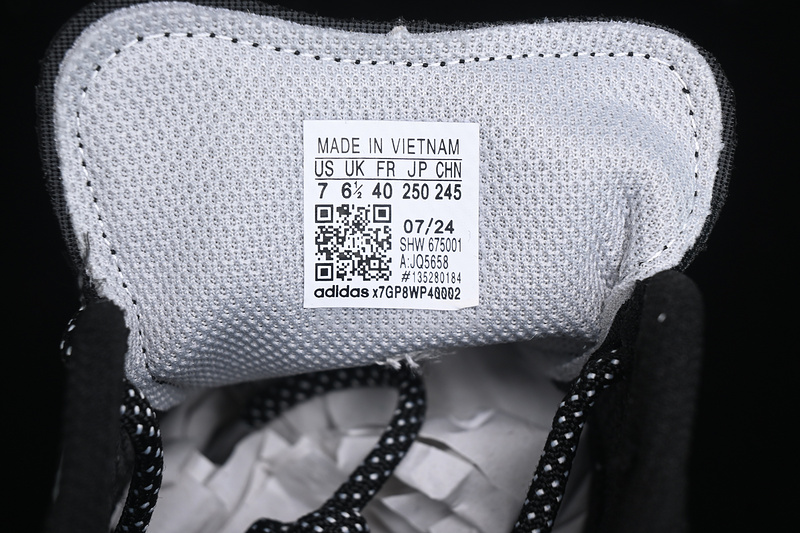 MADE IN VIETNAM
US UK FR JP CHN
7 6½ 40 250 245
07/24
SHW 675001
A:JQ5658
#135280184
adidas x7GP8WP40002